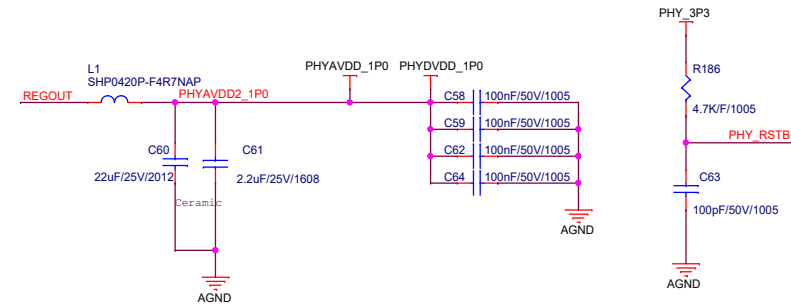 PHY_3P3
L1
SHP0420P-F4R7NAP
PHYAVDD_1P0
PHYDVDD_1P0
R186
REGOUT
PHYAVDD2_1P0
C58
100nF/50V/1005
4.7K/F/1005
C59
100nF/50V/1005
PHY_RSTB
C60
C61
C62
100nF/50V/1005
22uF/25V/2012
2.2uF/25V/1608
C64
100nF/50V/1005
C63
Ceramic
100pF/50V/1005
AGND
AGND
AGND